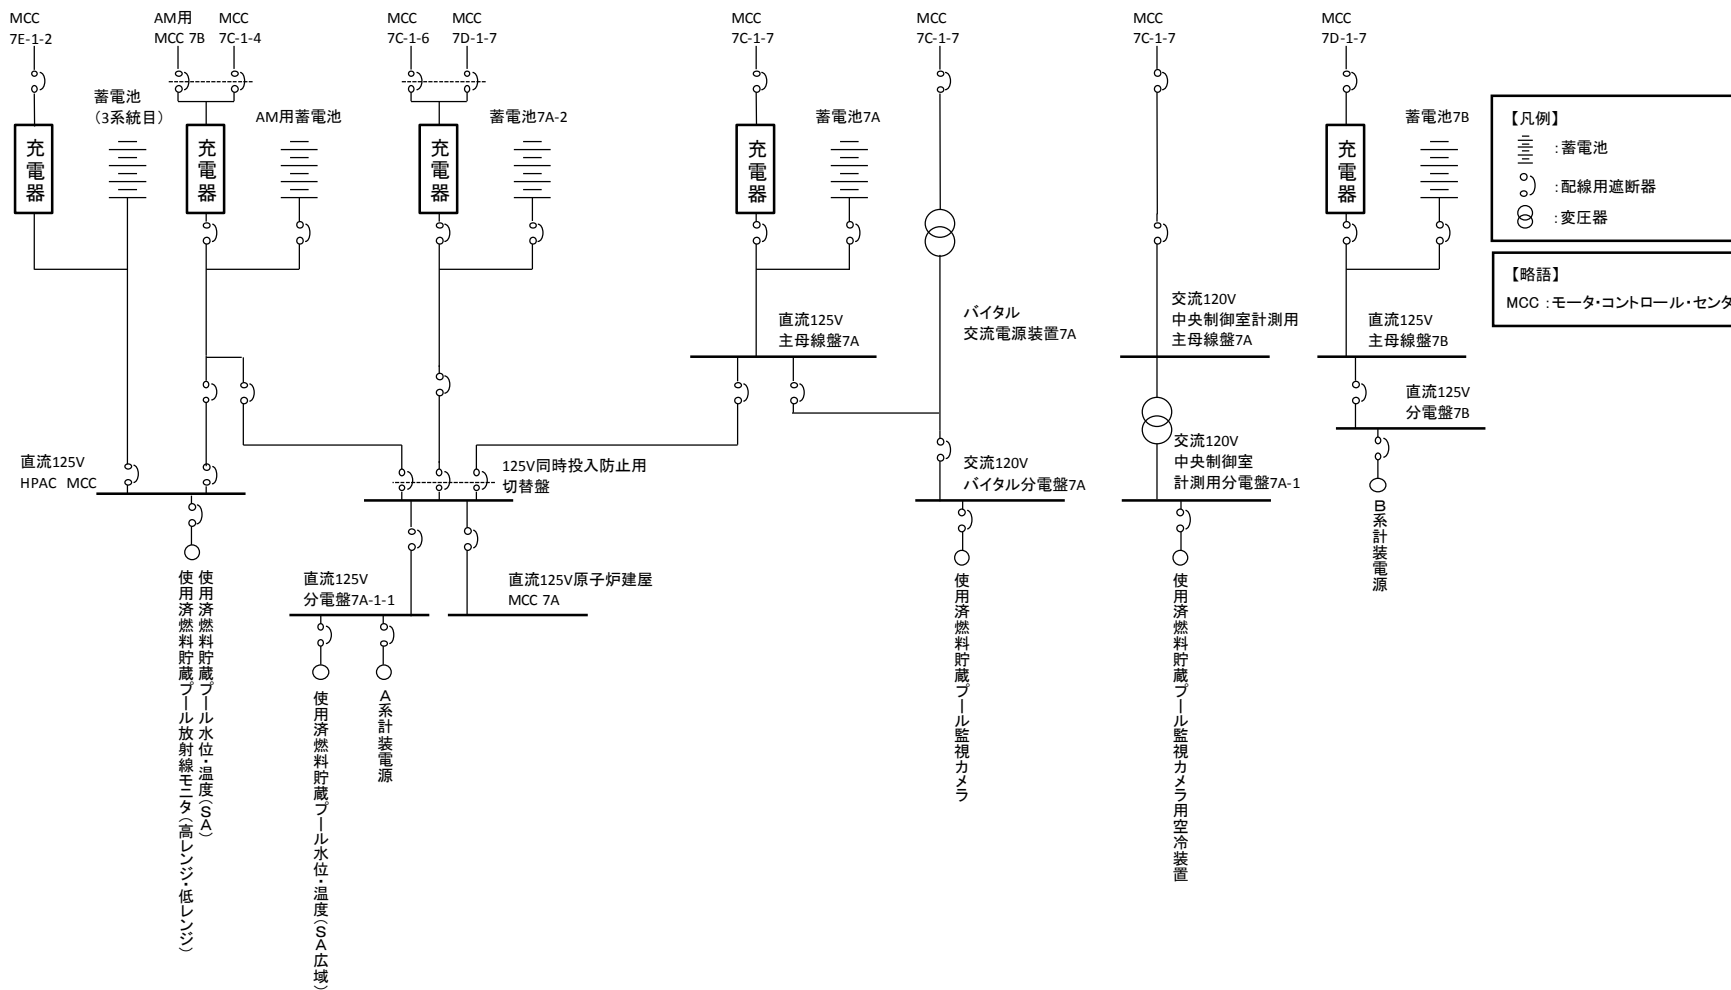 MCC
7E-1-2
AM用
MCC 7B
MCC
7C-1-4
MCC
7C-1-6
MCC
7D-1-7
MCC
7C-1-7
MCC
7C-1-7
MCC
7C-1-7
MCC
7D-1-7
蓄電池
（3系統目）
AM用蓄電池
蓄電池7A-2
蓄電池7A
蓄電池7B
充電器
充電器
充電器
充電器
充電器
【凡例】
：蓄電池
：配線用遮断器
：変圧器
【略語】
MCC ：モータ・コントロール・センタ
直流125V
主母線盤7A
バイタル
交流電源装置7A
交流120V
中央制御室計測用
主母線盤7A
直流125V
主母線盤7B
直流125V
分電盤7B
直流125V
HPAC MCC
125V同時投入防止用
切替盤
交流120V
バイタル分電盤7A
交流120V
中央制御室
計測用分電盤7A-1
直流125V
分電盤7A-1-1
直流125V原子炉建屋
MCC 7A
使用済燃料貯蔵プール水位・温度（ＳＡ）
使用済燃料貯蔵プール放射線モニタ（高レンジ・低レンジ）
使用済燃料貯蔵プール水位・温度（ＳＡ広域）
Ａ系計装電源
使用済燃料貯蔵プール監視カメラ
使用済燃料貯蔵プール監視カメラ用空冷装置
Ｂ系計装電源